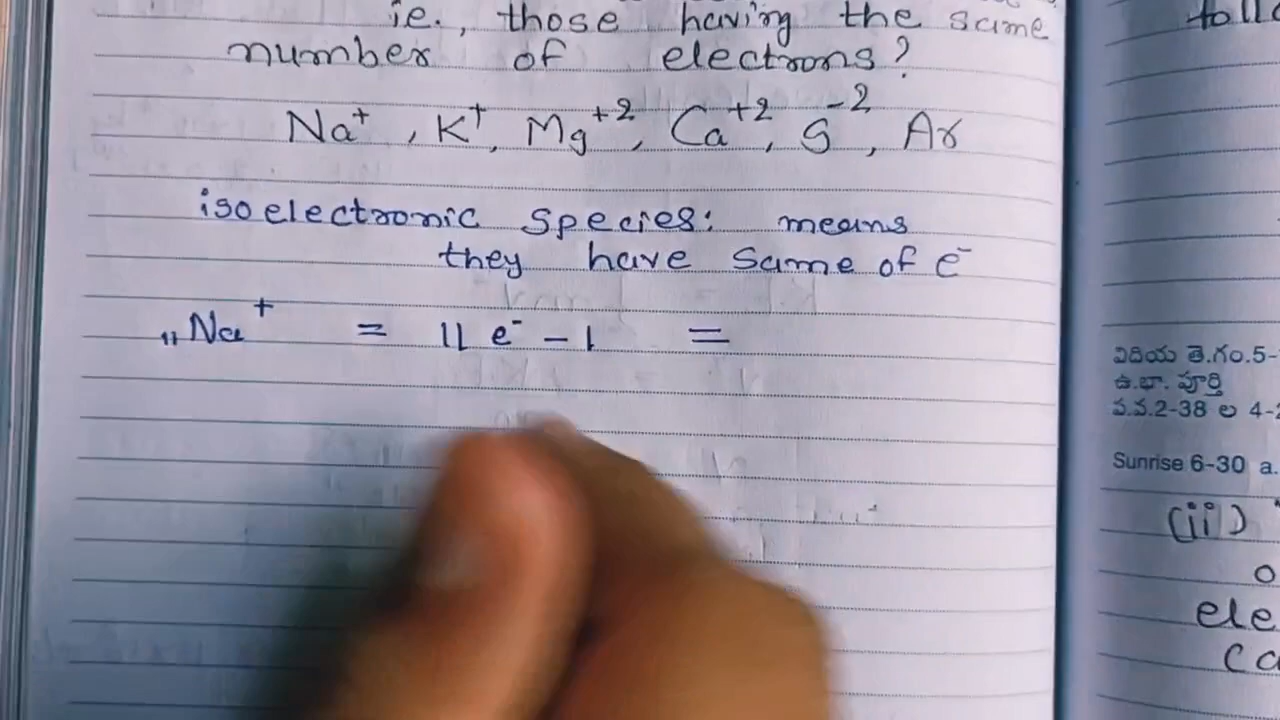 i.e., those having the same
number of electrons?
Na⁺, K⁺, Mg⁺², Ca⁺², S⁻², Ar
isoelectronic species: means
they have same of e⁻
₁₁Na⁺ = 11 e⁻ - 1 =
విదియ తె.గం.5-
ఉ.భా. పూర్తి
వ.వ.2-38 ల 4-
Sunrise 6-30 a.
(ii)
ele